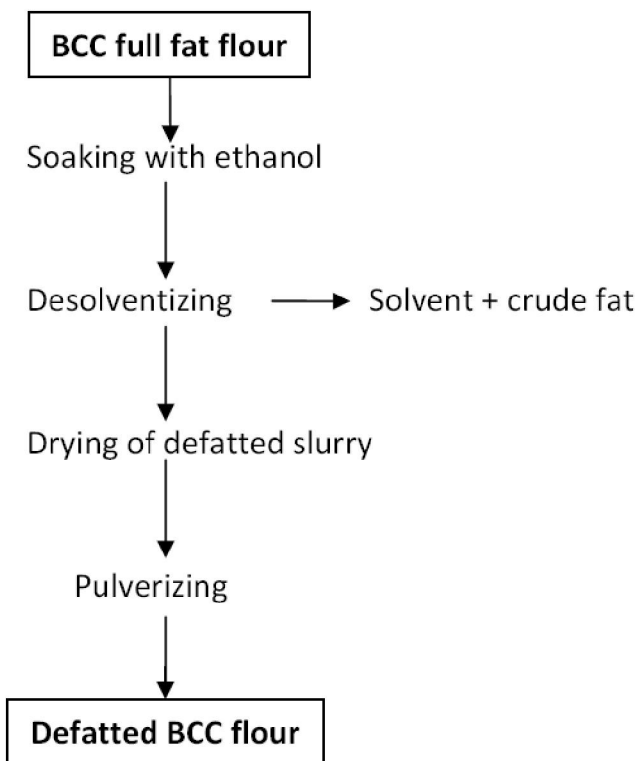 BCC full fat flour
Soaking with ethanol
Desolventizing
Solvent + crude fat
Drying of defatted slurry
Pulverizing
Defatted BCC flour